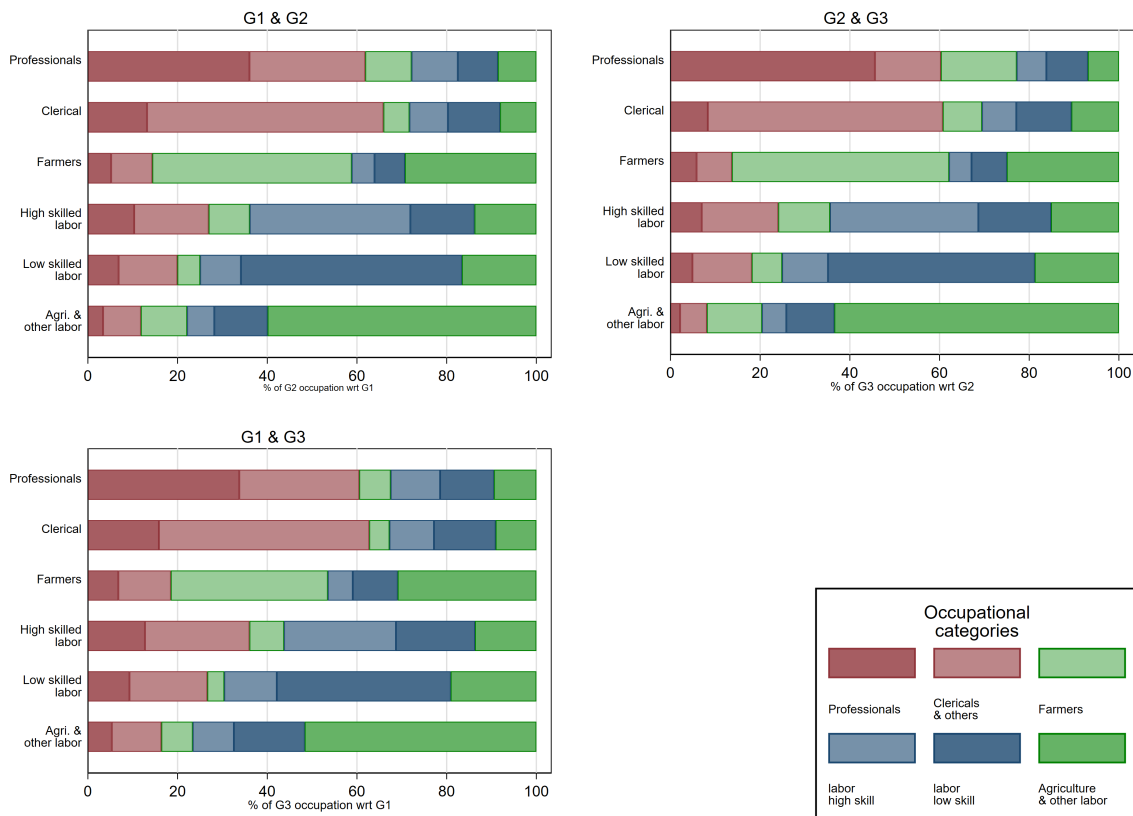 G1 & G2
Professionals
Clerical
Farmers
High skilled
labor
Low skilled
labor
Agri. &
other labor
0 20 40 60 80 100
% of G2 occupation wrt G1
G2 & G3
Professionals
Clerical
Farmers
High skilled
labor
Low skilled
labor
Agri. &
other labor
0 20 40 60 80 100
% of G3 occupation wrt G2
G1 & G3
Professionals
Clerical
Farmers
High skilled
labor
Low skilled
labor
Agri. &
other labor
0 20 40 60 80 100
% of G3 occupation wrt G1
Occupational
categories
Professionals
Clericals
& others
Farmers
labor
high skill
labor
low skill
Agriculture
& other labor